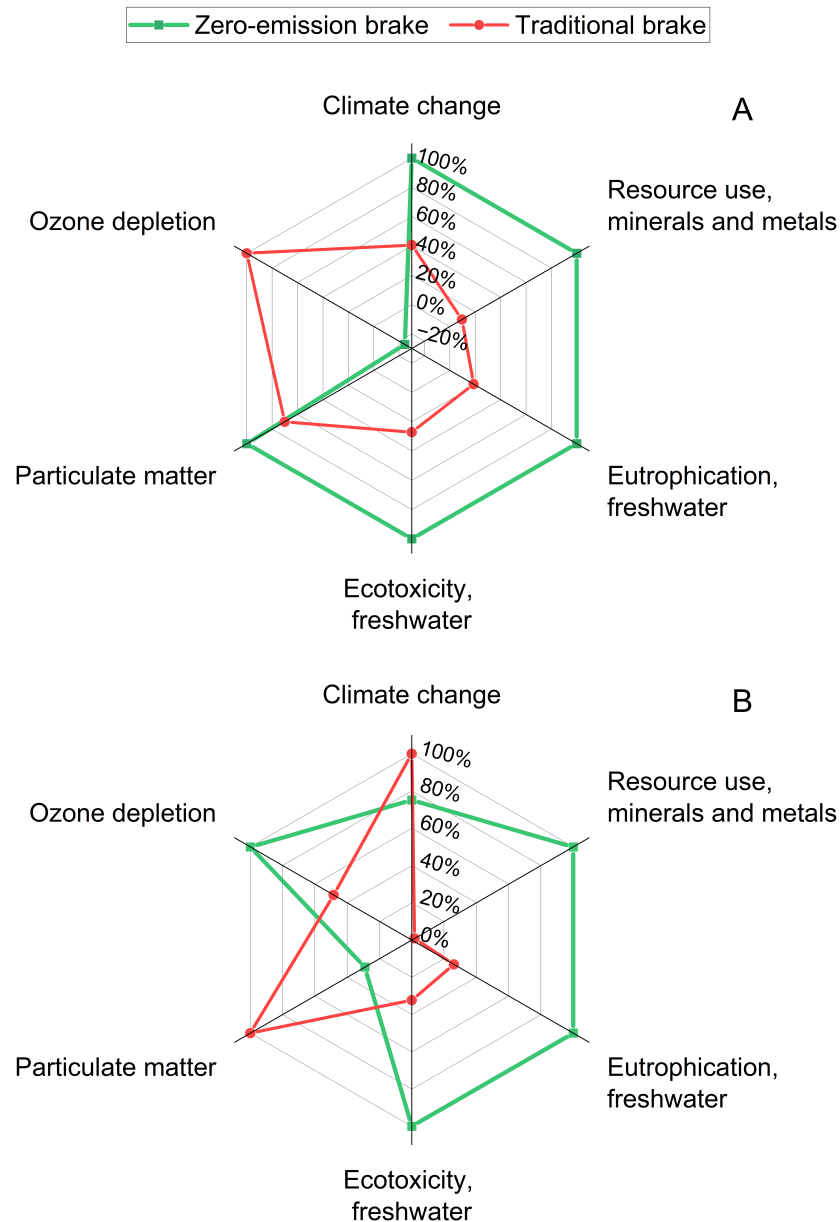 Zero-emission brake Traditional brake
Climate change
A
100%
80%
60%
40%
20%
0%
−20%
Resource use,
minerals and metals
Ozone depletion
Particulate matter
Eutrophication,
freshwater
Ecotoxicity,
freshwater
Climate change
B
100%
80%
60%
40%
20%
0%
Resource use,
minerals and metals
Ozone depletion
Particulate matter
Eutrophication,
freshwater
Ecotoxicity,
freshwater